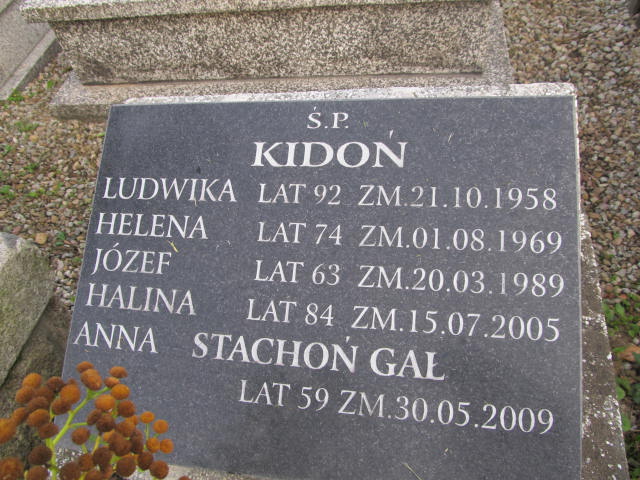 Ś.P.
KIDOŃ
LUDWIKA LAT 92 ZM.21.10.1958
HELENA LAT 74 ZM.01.08.1969
JÓZEF LAT 63 ZM.20.03.1989
HALINA LAT 84 ZM.15.07.2005
ANNA STACHOŃ GAŁ
LAT 59 ZM.30.05.2009